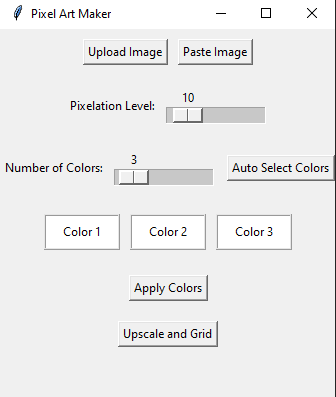 Pixel Art Maker
Upload Image Paste Image
10
Pixelation Level:
3
Number of Colors: Auto Select Colors
Color 1 Color 2 Color 3
Apply Colors
Upscale and Grid